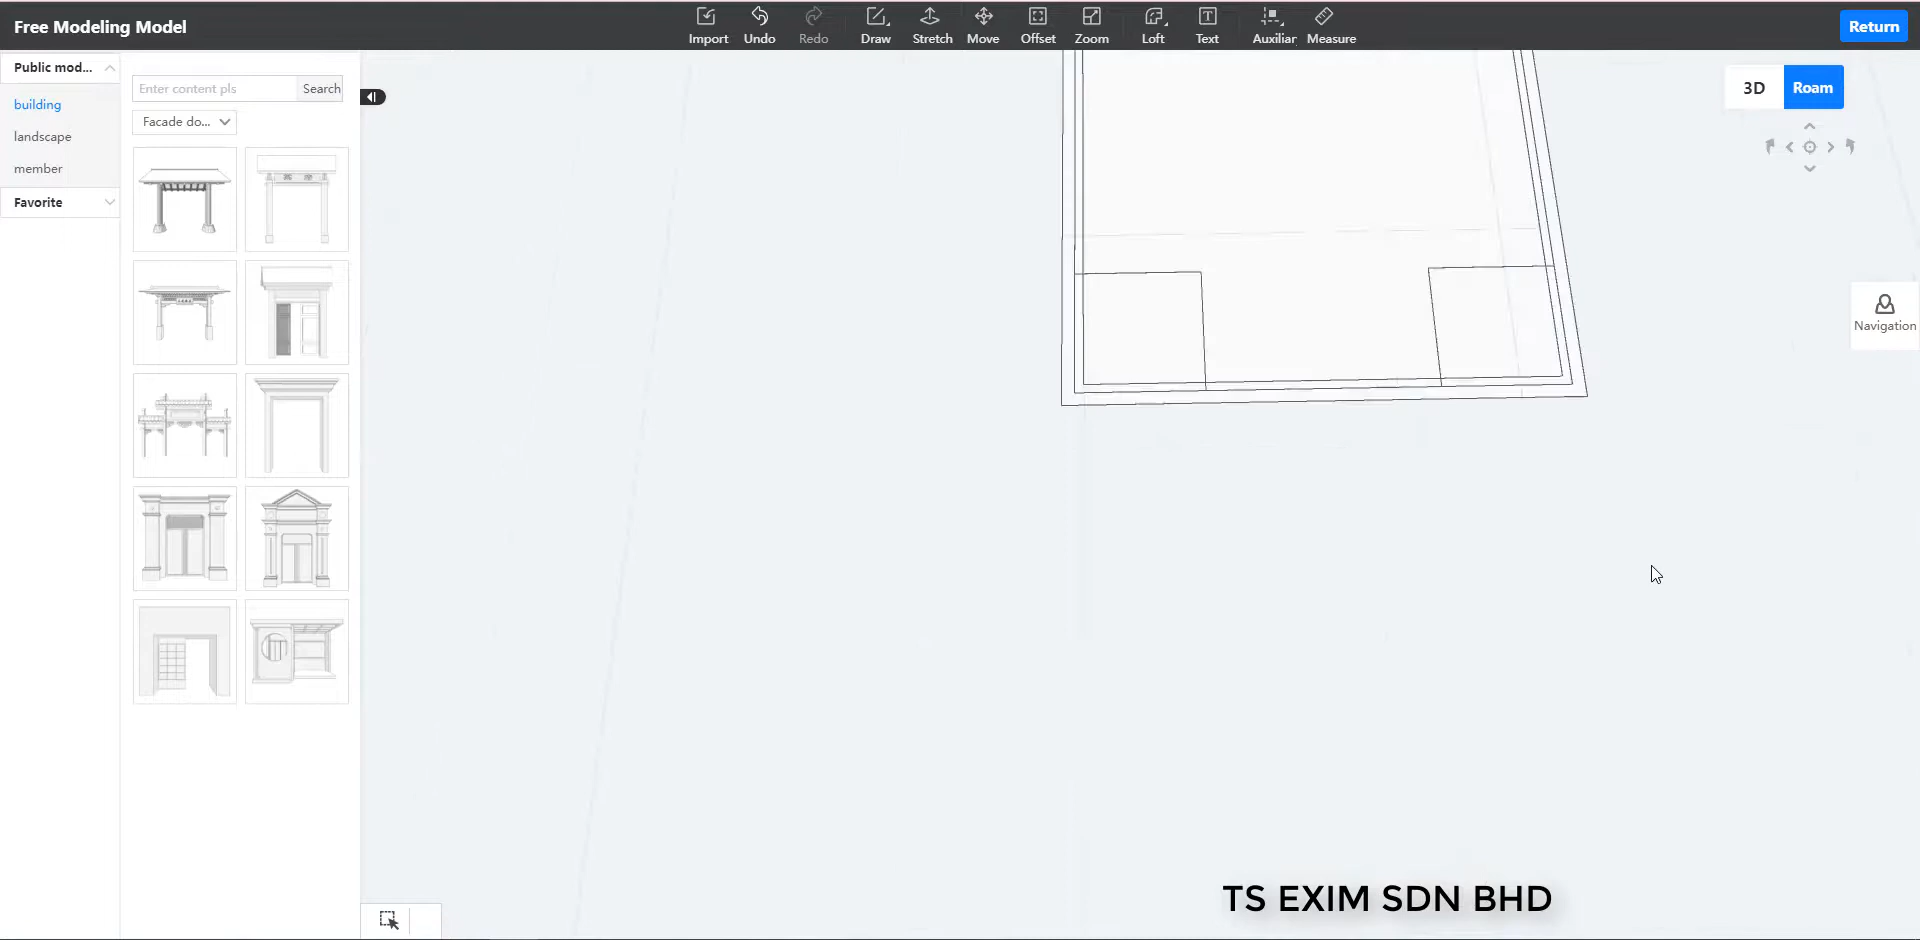 Free Modeling Model
Import Undo Redo Draw Stretch Move Offset Zoom Loft Text Auxiliar Measure
Return
Public mod...
building
landscape
member
Favorite
Enter content pls Search
Facade do...
3D Roam
Navigation
TS EXIM SDN BHD